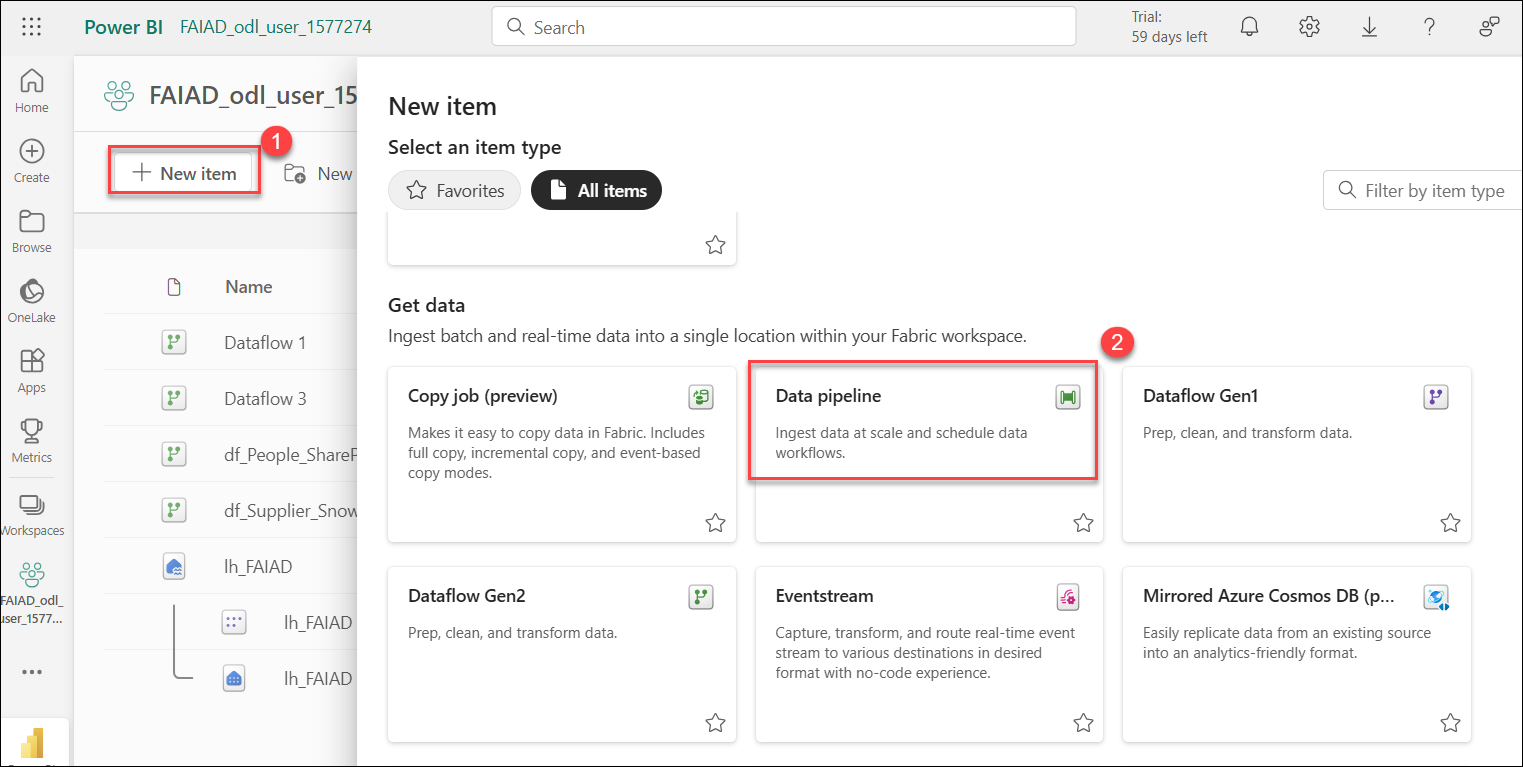 Power BI FAIAD_odl_user_1577274
Search
Trial:
59 days left
Home
Create
Browse
OneLake
Apps
Metrics
Workspaces
FAIAD_odl_
user_1577...
FAIAD_odl_user_15
1
New item
New
Name
Dataflow 1
Dataflow 3
df_People_ShareP
df_Supplier_Snow
lh_FAIAD
lh_FAIAD
lh_FAIAD
New item
Select an item type
Favorites
All items
Filter by item type
Get data
Ingest batch and real-time data into a single location within your Fabric workspace.
2
Copy job (preview)
Makes it easy to copy data in Fabric. Includes
full copy, incremental copy, and event-based
copy modes.
Data pipeline
Ingest data at scale and schedule data
workflows.
Dataflow Gen1
Prep, clean, and transform data.
Dataflow Gen2
Prep, clean, and transform data.
Eventstream
Capture, transform, and route real-time event
stream to various destinations in desired
format with no-code experience.
Mirrored Azure Cosmos DB (p...
Easily replicate data from an existing source
into an analytics-friendly format.